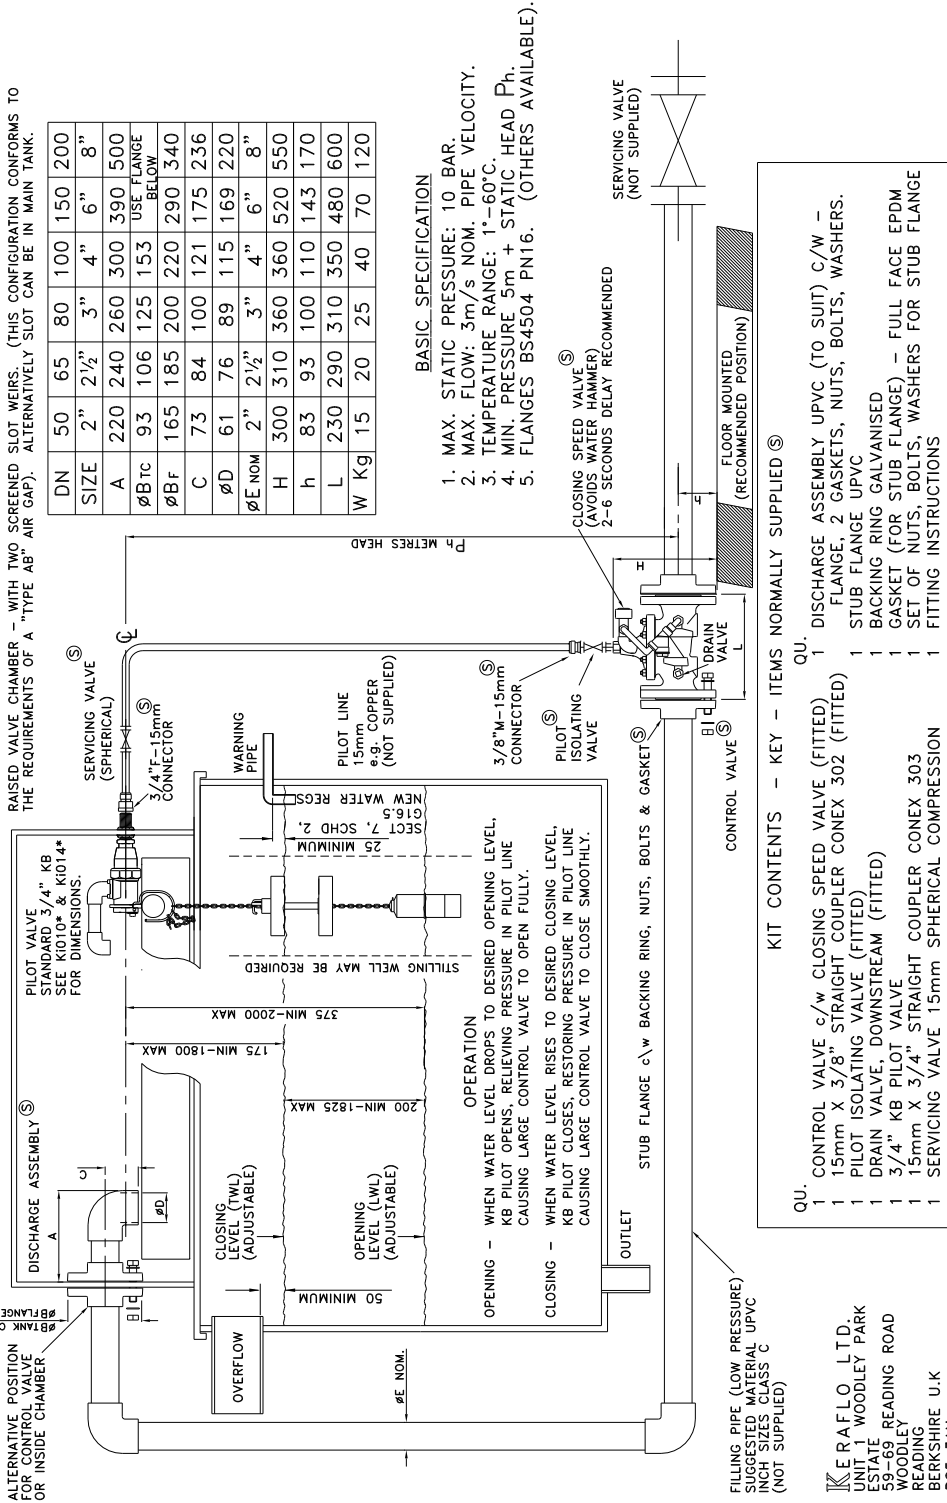 RAISED VALVE CHAMBER – WITH TWO SCREENED SLOT WEIRS. (THIS CONFIGURATION CONFORMS TO
THE REQUIREMENTS OF A "TYPE AB" AIR GAP). ALTERNATIVELY SLOT CAN BE IN MAIN TANK.
ALTERNATIVE POSITION
FOR CONTROL VALVE
OR INSIDE CHAMBER
ØBFLANGE
DISCHARGE ASSEMBLY Ⓢ
A
C
ØD
PILOT VALVE
STANDARD 3/4" KB
SEE Ki010* & Ki014*
FOR DIMENSIONS.
SERVICING VALVE Ⓢ
(SPHERICAL)
3/4"F–15mm Ⓢ
CONNECTOR
WARNING
PIPE
PILOT LINE
15mm
e.g. COPPER
(NOT SUPPLIED)
Ph METRES HEAD
DN 50 65 80 100 150 200
SIZE 2" 2½" 3" 4" 6" 8"
A 220 240 260 300 390 500
ØB TC 93 106 125 153 USE FLANGE BELOW
ØB F 165 185 200 220 290 340
C 73 84 100 121 175 236
ØD 61 76 89 115 169 220
ØE NOM 2" 2½" 3" 4" 6" 8"
H 300 310 360 360 520 550
h 83 93 100 110 143 170
L 230 290 310 350 480 600
W Kg 15 20 25 40 70 120
BASIC SPECIFICATION
1. MAX. STATIC PRESSURE: 10 BAR.
2. MAX. FLOW: 3m/s NOM. PIPE VELOCITY.
3. TEMPERATURE RANGE: 1°–60°C.
4. MIN. PRESSURE 5m + STATIC HEAD Ph.
5. FLANGES BS4504 PN16. (OTHERS AVAILABLE).
OVERFLOW
50 MINIMUM
CLOSING
LEVEL (TWL)
(ADJUSTABLE)
OPENING
LEVEL (LWL)
(ADJUSTABLE)
200 MIN–1825 MAX
175 MIN–1800 MAX
375 MIN–2000 MAX
STILLING WELL MAY BE REQUIRED
25 MINIMUM
SECT 7, SCHD 2,
G16.5
NEW WATER REGS
OPERATION
OPENING – WHEN WATER LEVEL DROPS TO DESIRED OPENING LEVEL,
KB PILOT OPENS, RELIEVING PRESSURE IN PILOT LINE
CAUSING LARGE CONTROL VALVE TO OPEN FULLY.
CLOSING – WHEN WATER LEVEL RISES TO DESIRED CLOSING LEVEL,
KB PILOT CLOSES, RESTORING PRESSURE IN PILOT LINE
CAUSING LARGE CONTROL VALVE TO CLOSE SMOOTHLY.
OUTLET
ØE NOM.
STUB FLANGE c\w BACKING RING, NUTS, BOLTS & GASKET Ⓢ
3/8"M–15mm Ⓢ
CONNECTOR
PILOT Ⓢ
ISOLATING
VALVE
CLOSING SPEED VALVE Ⓢ
(AVOIDS WATER HAMMER)
2–6 SECONDS DELAY RECOMMENDED
H
h
L
DRAIN
VALVE
CONTROL VALVE Ⓢ
SERVICING VALVE
(NOT SUPPLIED)
FLOOR MOUNTED
(RECOMMENDED POSITION)
FILLING PIPE (LOW PRESSURE)
SUGGESTED MATERIAL UPVC
INCH SIZES CLASS C
(NOT SUPPLIED)
KIT CONTENTS – KEY – ITEMS NORMALLY SUPPLIED Ⓢ
QU.
1 CONTROL VALVE c/w CLOSING SPEED VALVE (FITTED)
1 15mm X 3/8" STRAIGHT COUPLER CONEX 302 (FITTED)
1 PILOT ISOLATING VALVE (FITTED)
1 DRAIN VALVE, DOWNSTREAM (FITTED)
1 3/4" KB PILOT VALVE
1 15mm X 3/4" STRAIGHT COUPLER CONEX 303
1 SERVICING VALVE 15mm SPHERICAL COMPRESSION
QU.
1 DISCHARGE ASSEMBLY UPVC (TO SUIT) C/W –
FLANGE, 2 GASKETS, NUTS, BOLTS, WASHERS.
1 STUB FLANGE UPVC
1 BACKING RING GALVANISED
1 GASKET (FOR STUB FLANGE) – FULL FACE EPDM
1 SET OF NUTS, BOLTS, WASHERS FOR STUB FLANGE
1 FITTING INSTRUCTIONS
KERAFLO LTD.
UNIT 1 WOODLEY PARK
ESTATE
59–69 READING ROAD
WOODLEY
READING
BERKSHIRE U.K